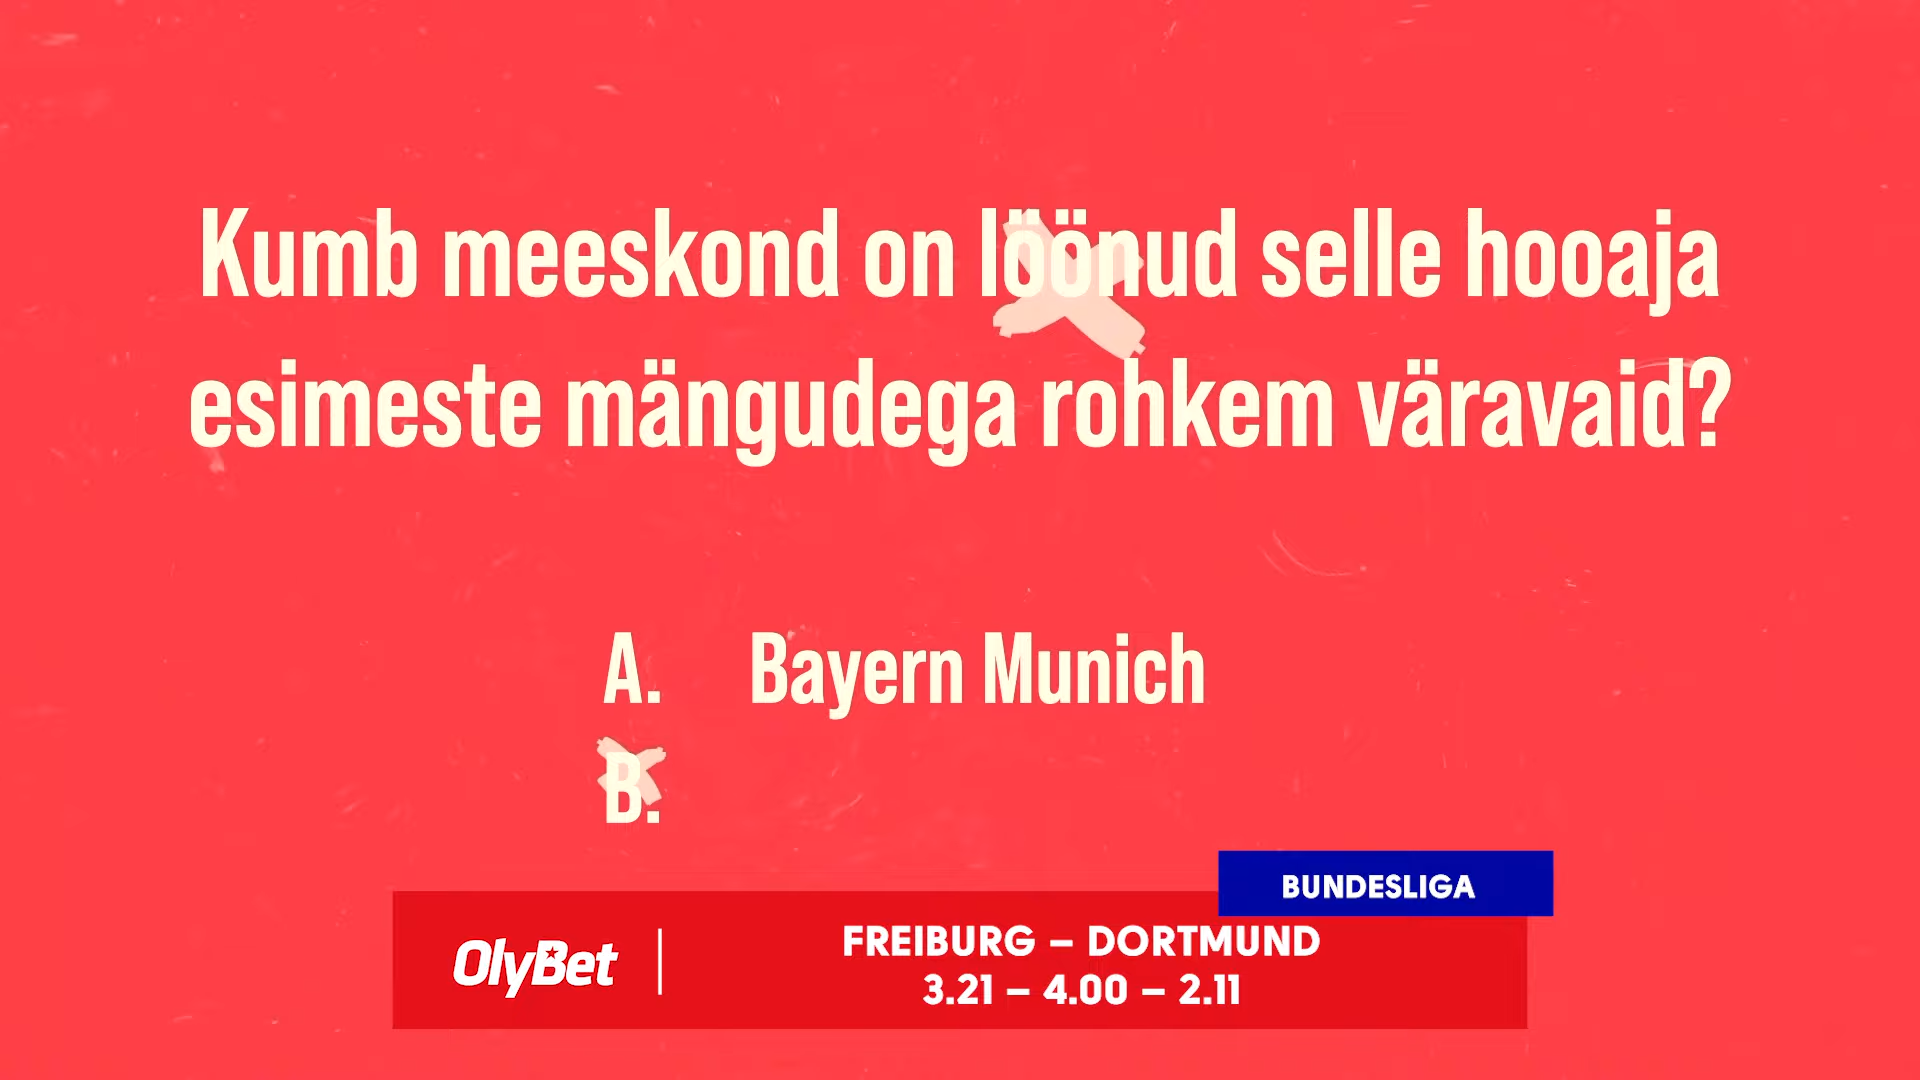 Kumb meeskond on löönud selle hooaja
esimeste mängudega rohkem väravaid?
A. Bayern Munich
B.
BUNDESLIGA
OlyBet
FREIBURG – DORTMUND
3.21 – 4.00 – 2.11